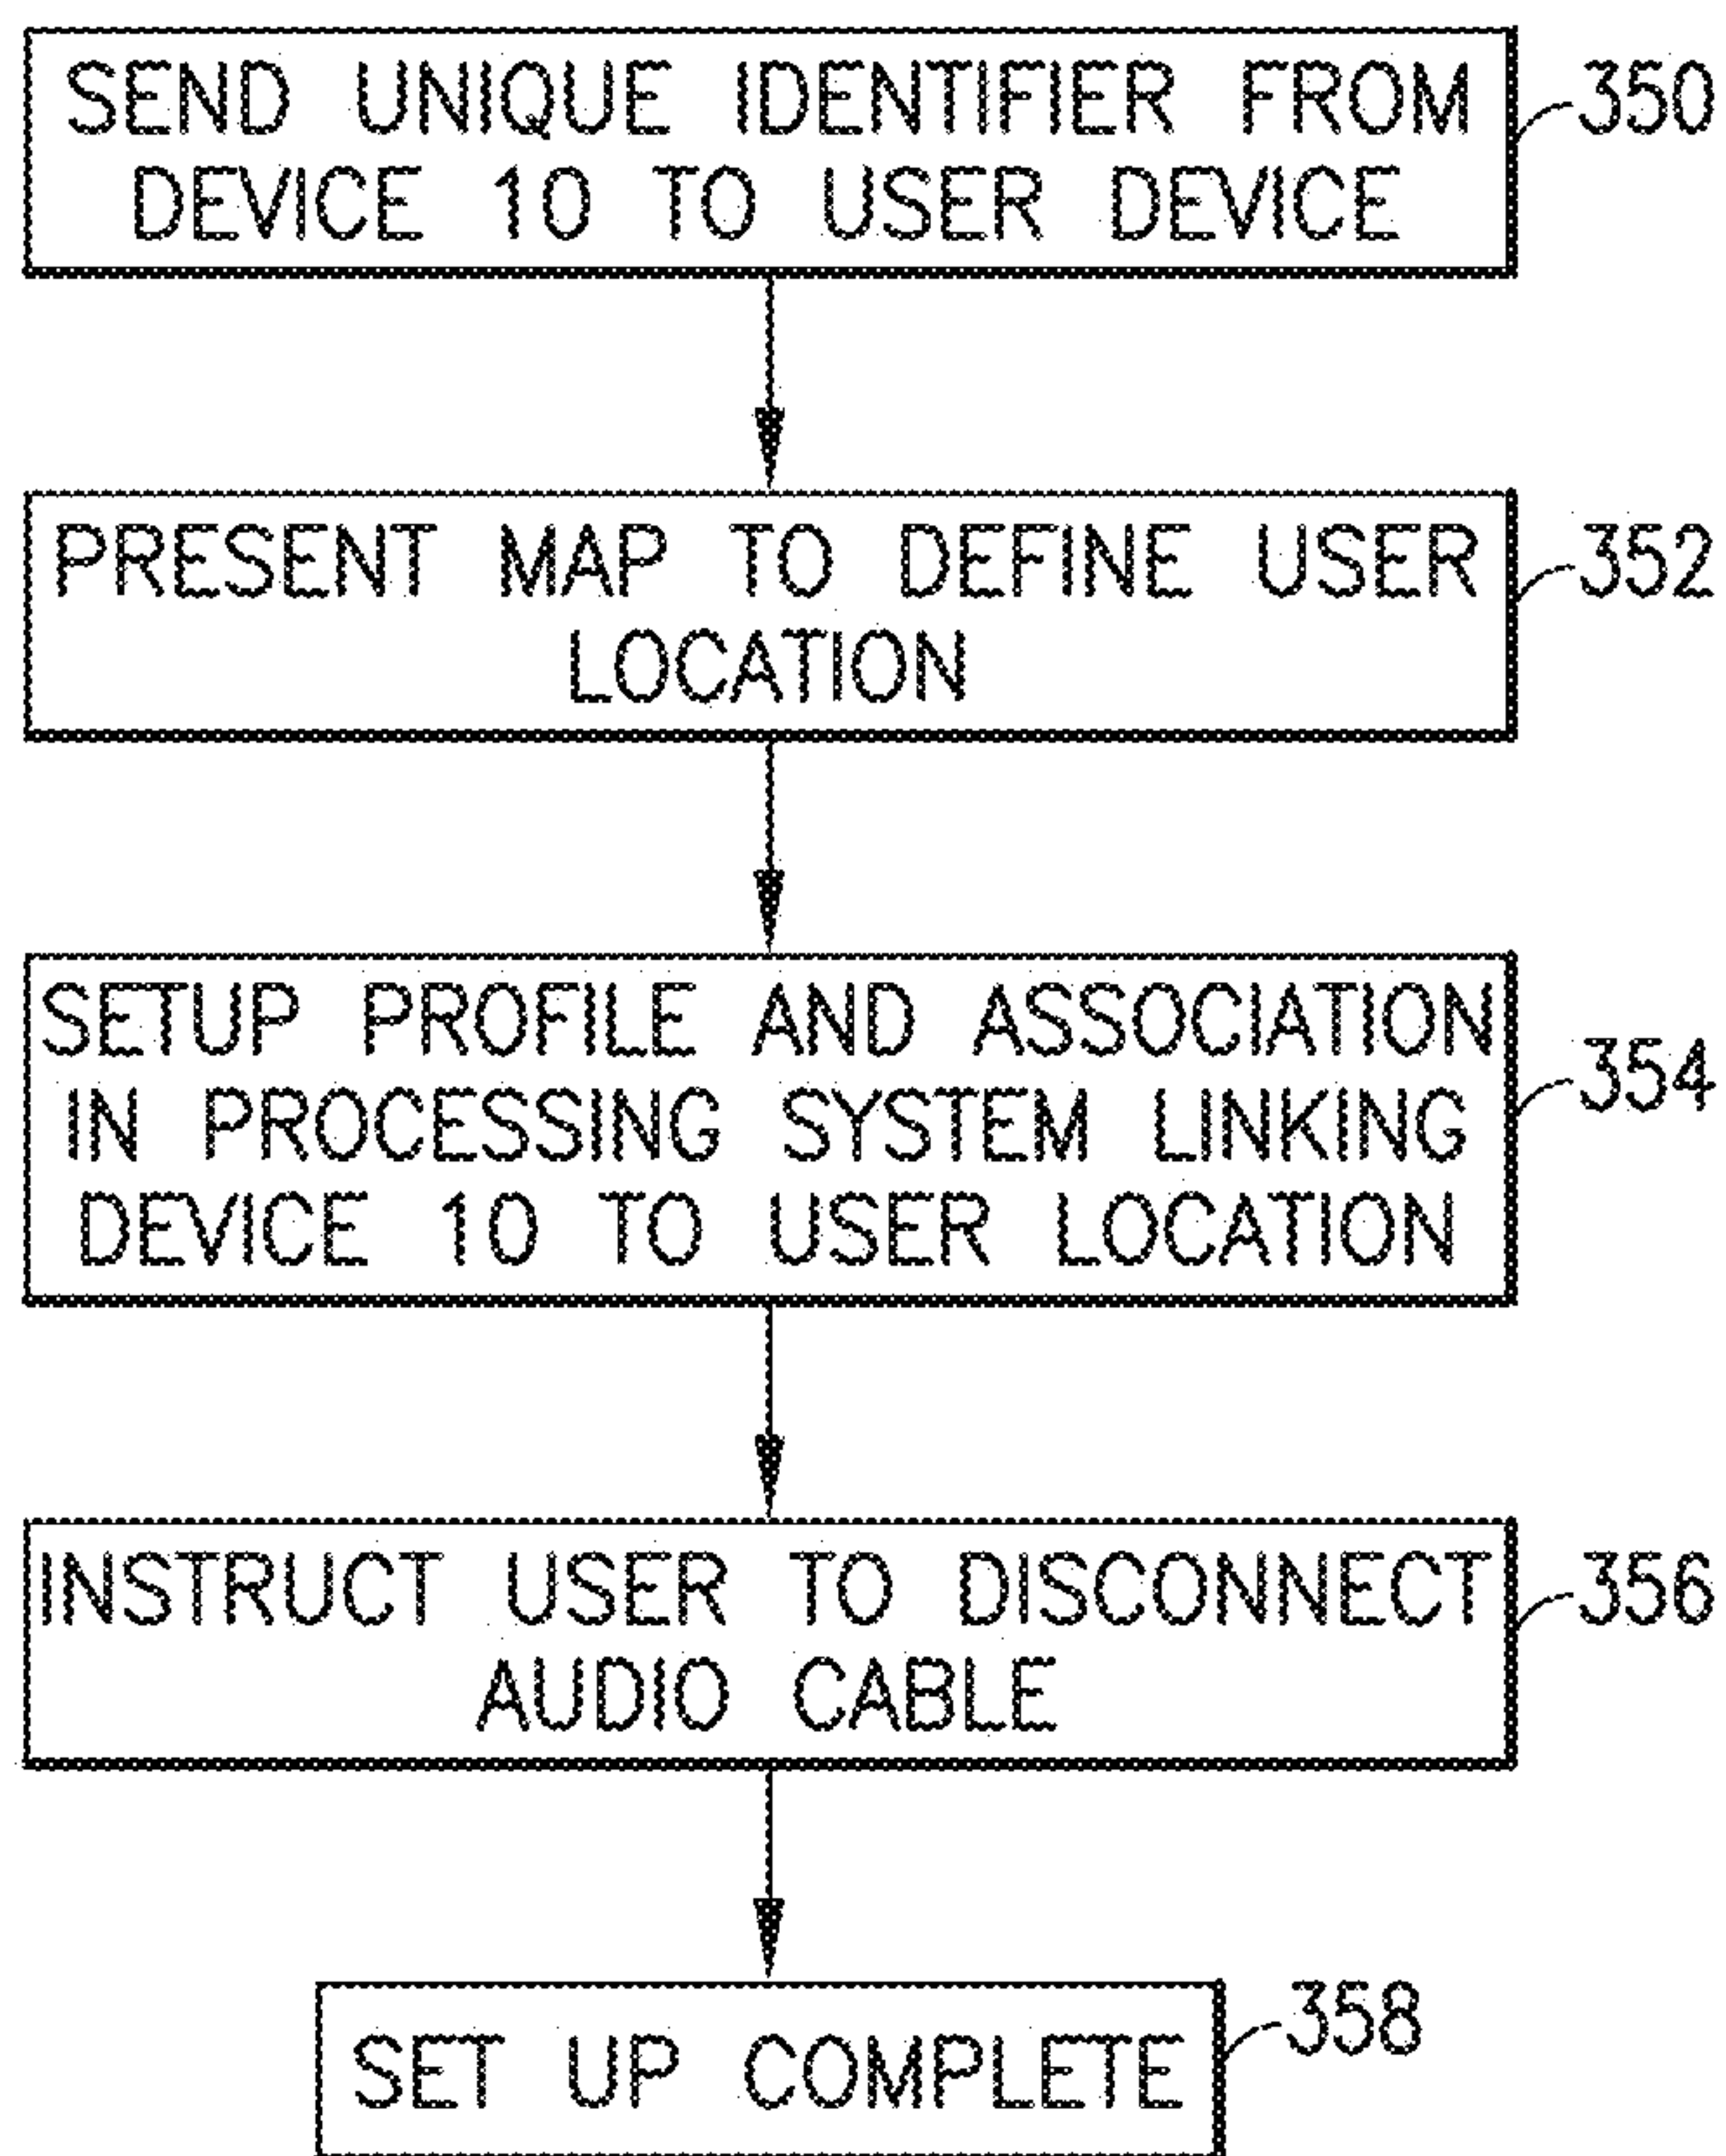 SEND UNIQUE IDENTIFIER FROM
DEVICE 10 TO USER DEVICE
350
PRESENT MAP TO DEFINE USER
LOCATION
352
SETUP PROFILE AND ASSOCIATION
IN PROCESSING SYSTEM LINKING
DEVICE 10 TO USER LOCATION
354
INSTRUCT USER TO DISCONNECT
AUDIO CABLE
356
SET UP COMPLETE
358